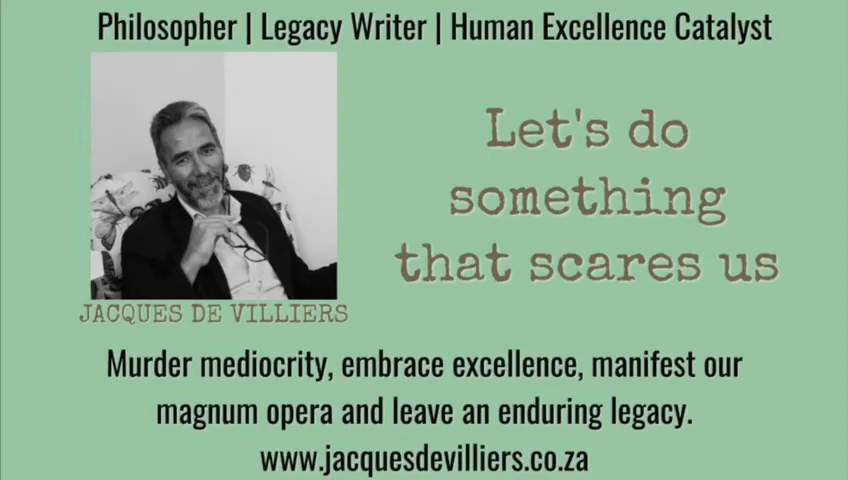 Philosopher | Legacy Writer | Human Excellence Catalyst
Let's do
something
that scares us
JACQUES DE VILLIERS
Murder mediocrity, embrace excellence, manifest our
magnum opera and leave an enduring legacy.
www.jacquesdevilliers.co.za